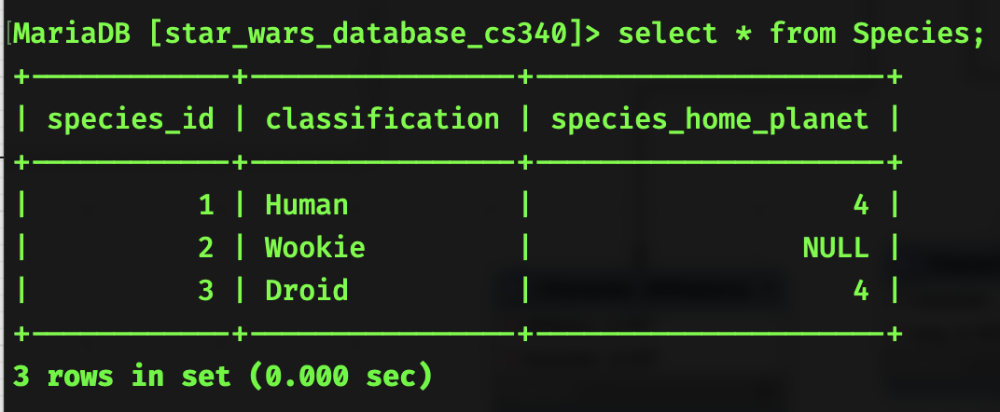 MariaDB [star_wars_database_cs340]> select * from Species;
+------------+----------------+---------------------+
| species_id | classification | species_home_planet |
+------------+----------------+---------------------+
|          1 | Human          |                   4 |
|          2 | Wookie         |                NULL |
|          3 | Droid          |                   4 |
+------------+----------------+---------------------+
3 rows in set (0.000 sec)